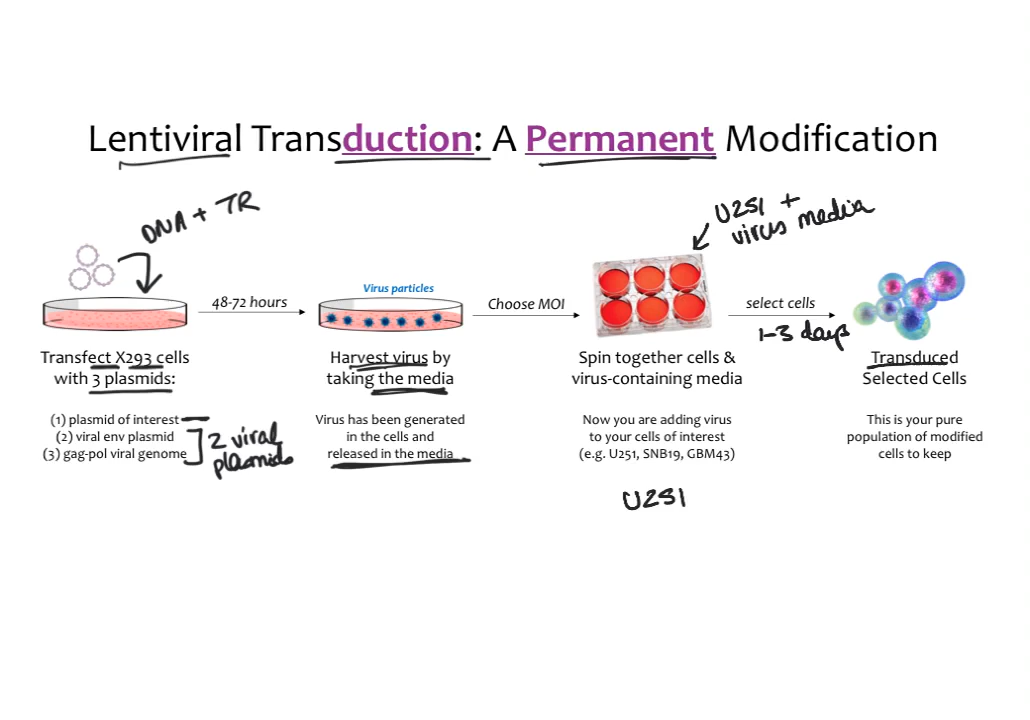 Lentiviral Transduction: A Permanent Modification
DNA + TR
U251 +
virus media
48-72 hours
Virus particles
Choose MOI
select cells
1-3 days
Transfect X293 cells
with 3 plasmids:
(1) plasmid of interest
(2) viral env plasmid
(3) gag-pol viral genome
2 viral
plasmids
Harvest virus by
taking the media
Virus has been generated
in the cells and
released in the media
Spin together cells &
virus-containing media
Now you are adding virus
to your cells of interest
(e.g. U251, SNB19, GBM43)
U251
Transduced
Selected Cells
This is your pure
population of modified
cells to keep